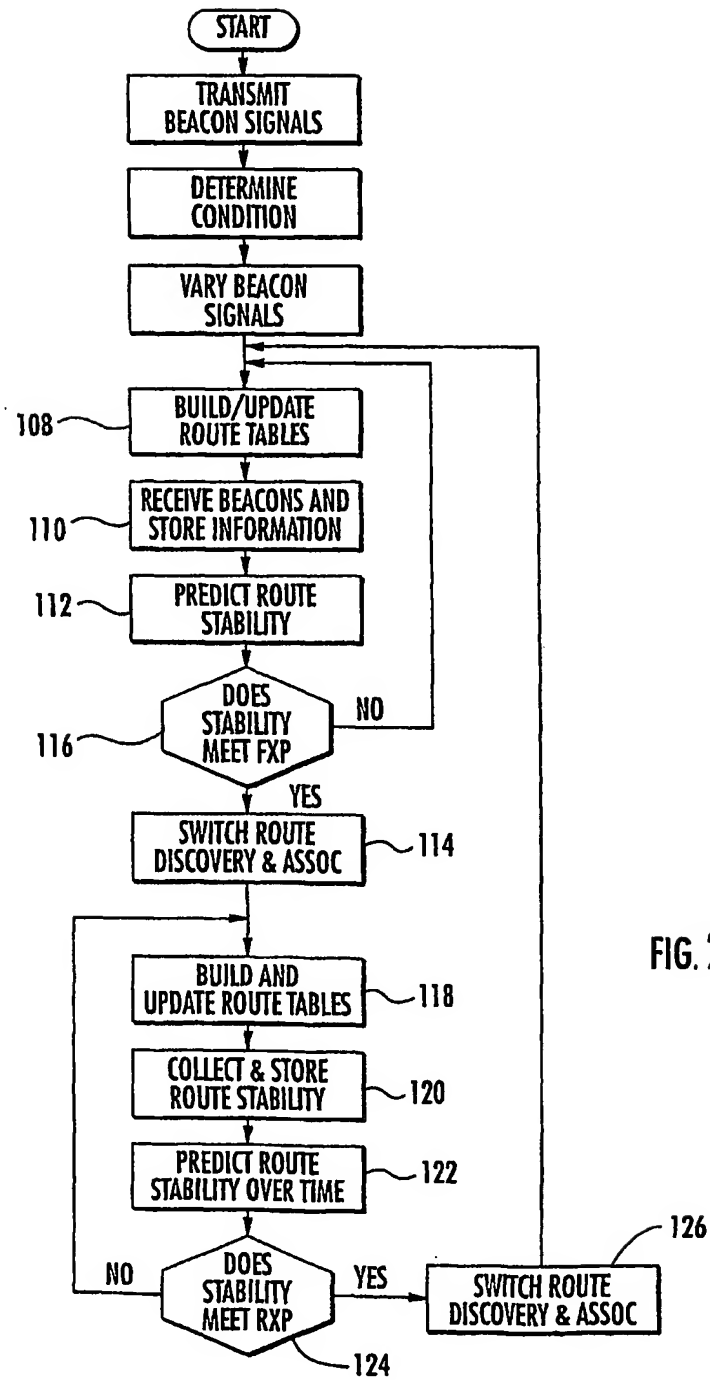 START
TRANSMIT
BEACON SIGNALS
DETERMINE
CONDITION
VARY BEACON
SIGNALS
108
BUILD/UPDATE
ROUTE TABLES
110
RECEIVE BEACONS AND
STORE INFORMATION
112
PREDICT ROUTE
STABILITY
116
DOES
STABILITY
MEET FXP
NO
YES
SWITCH ROUTE
DISCOVERY & ASSOC
114
FIG.
BUILD AND
UPDATE ROUTE TABLES
118
COLLECT & STORE
ROUTE STABILITY
120
PREDICT ROUTE
STABILITY OVER TIME
122
NO
DOES
STABILITY
MEET RXP
YES
124
SWITCH ROUTE
DISCOVERY & ASSOC
126